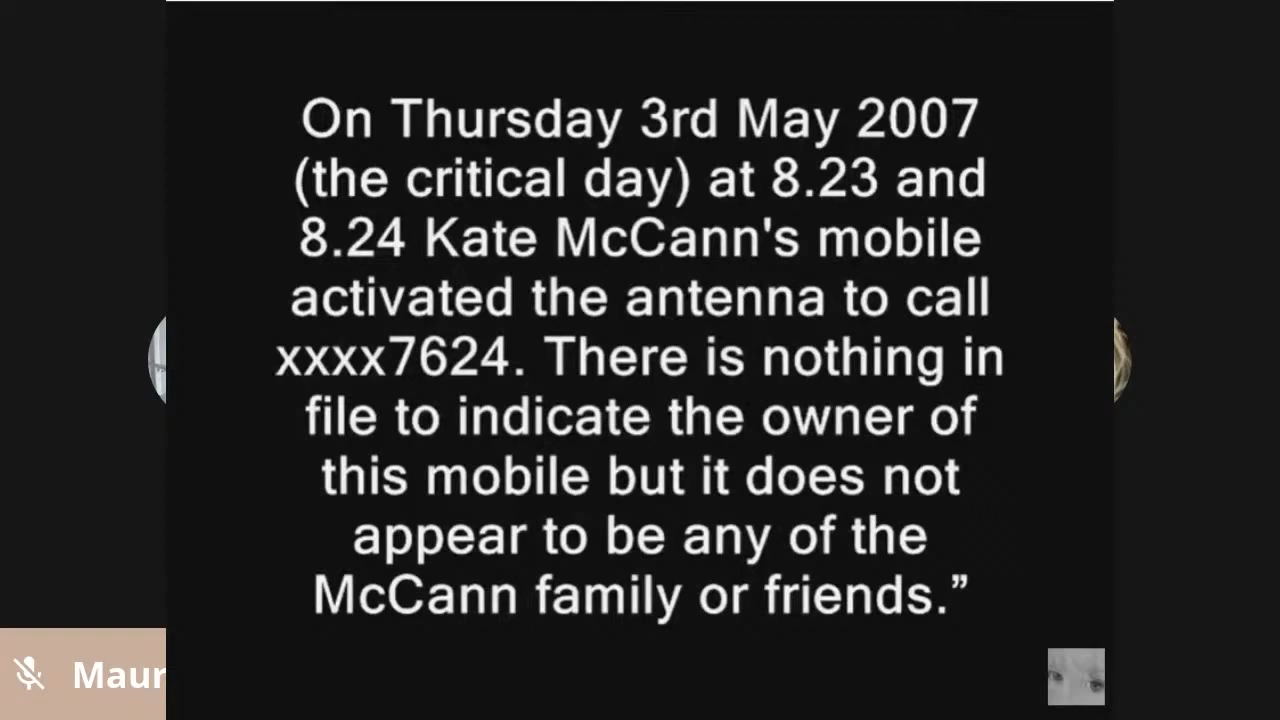 On Thursday 3rd May 2007
(the critical day) at 8.23 and
8.24 Kate McCann's mobile
activated the antenna to call
xxxx7624. There is nothing in
file to indicate the owner of
this mobile but it does not
appear to be any of the
McCann family or friends.”
Maur